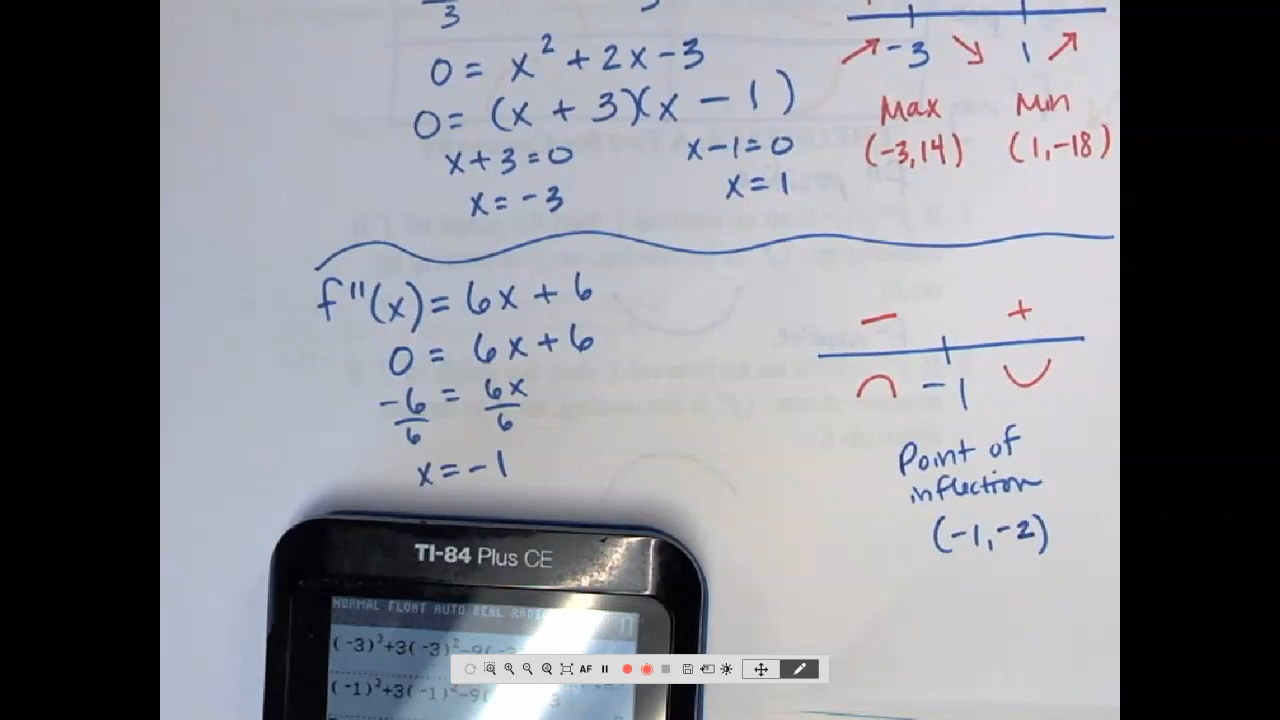 3
0 = x² + 2x - 3
0 = (x + 3)(x - 1)
x + 3 = 0    x - 1 = 0
x = -3    x = 1
-3    1
Max    Min
(-3, 14)    (1, -18)
f''(x) = 6x + 6
0 = 6x + 6
-6/6 = 6x/6
x = -1
-    +
-1
Point of
inflection
(-1, -2)
TI-84 Plus CE
NORMAL FLOAT AUTO REAL
(-3)³+3(-3)²-9(
(-1)³+3(-1)²-9(
AF